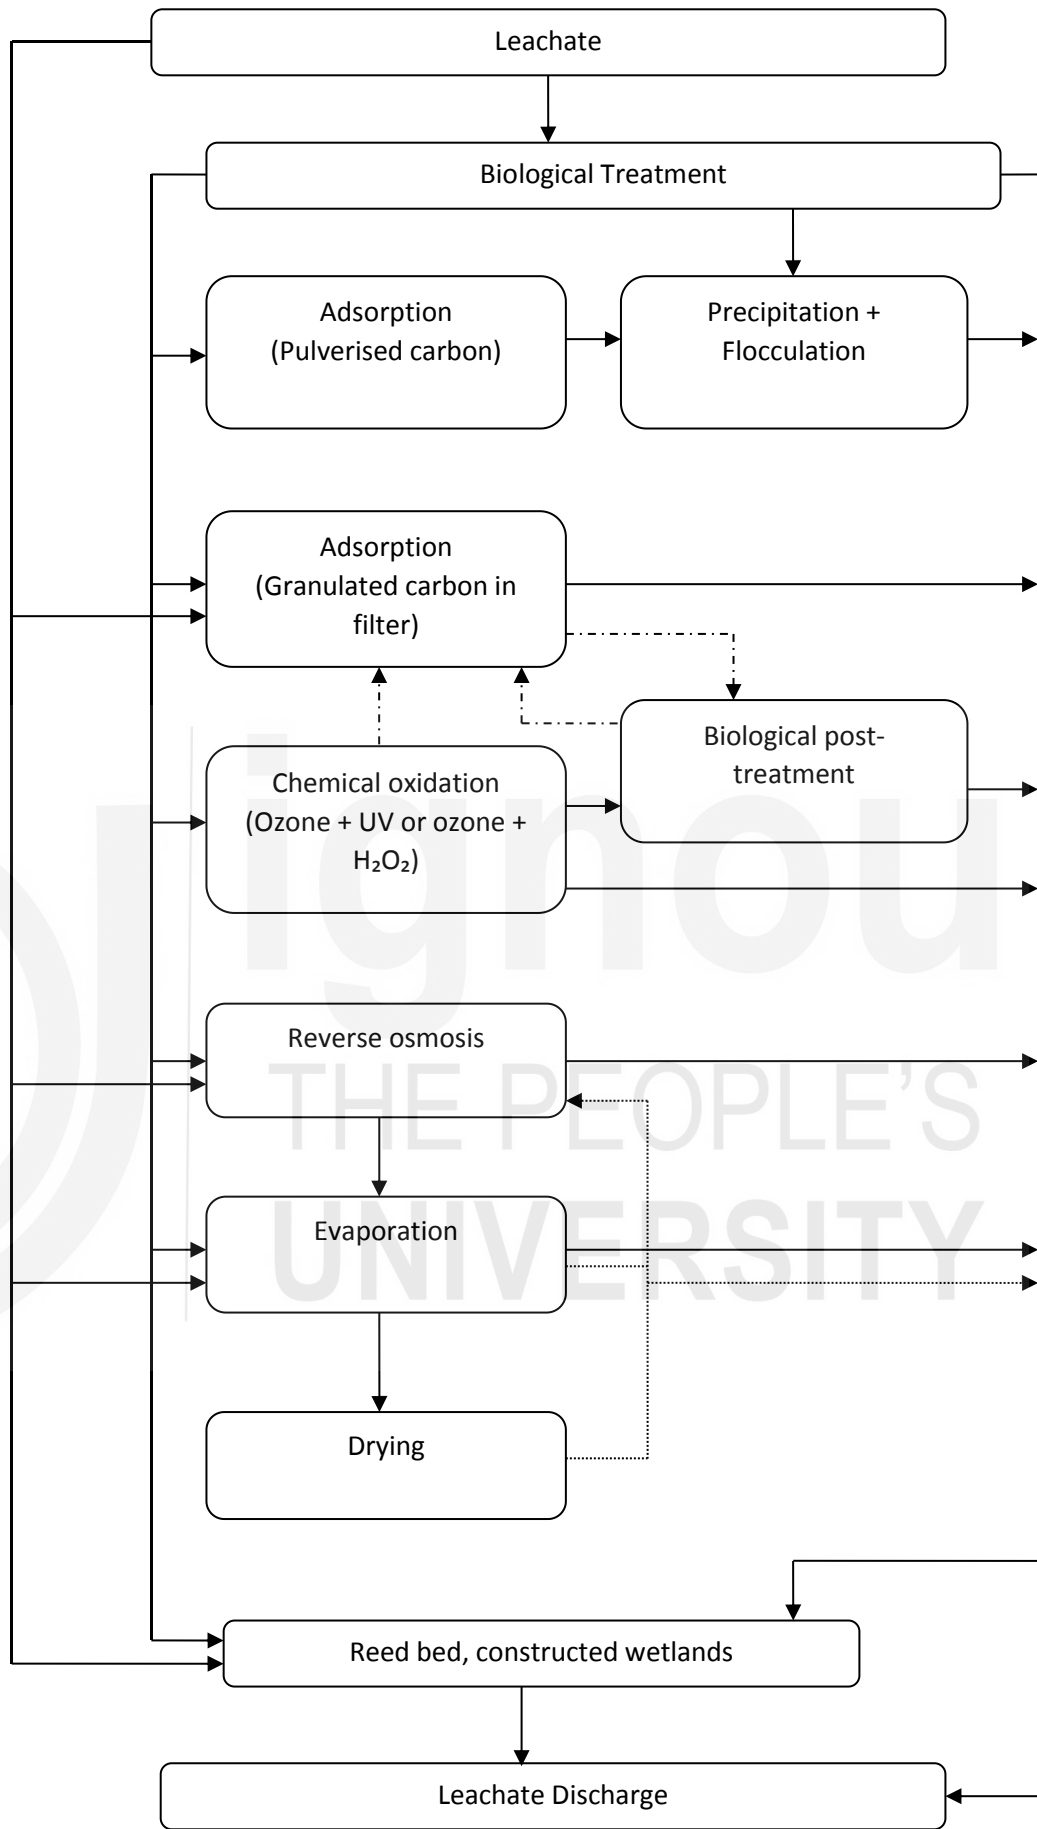 Leachate
Biological Treatment
Adsorption
(Pulverised carbon)
Precipitation +
Flocculation
Adsorption
(Granulated carbon in
filter)
Biological post-
treatment
Chemical oxidation
(Ozone + UV or ozone +
H₂O₂)
ignou
Reverse osmosis
THE PEOPLE'S
Evaporation
UNIVERSITY
Drying
Reed bed, constructed wetlands
Leachate Discharge